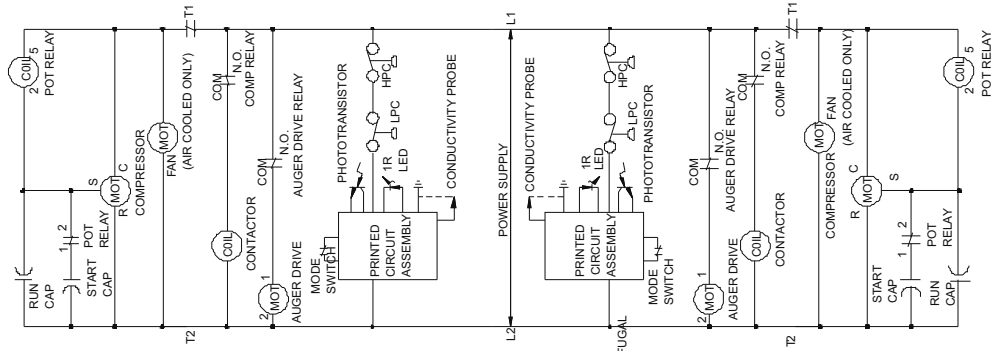 T1
L1
T1
COIL
2
5
POT RELAY
RUN
CAP
START
CAP
1
2
POT
RELAY
S
R
MOT
C
COMPRESSOR
MOT
FAN
(AIR COOLED ONLY)
COM
N.O.
COMP RELAY
COIL
CONTACTOR
COM
N.O.
AUGER DRIVE RELAY
2
MOT
1
AUGER DRIVE
MODE
SWITCH
PRINTED
CIRCUIT
ASSEMBLY
PHOTOTRANSISTOR
1R
LED
LPC
HPC
CONDUCTIVITY PROBE
POWER SUPPLY
CONDUCTIVITY PROBE
HPC
LPC
1R
LED
PHOTOTRANSISTOR
PRINTED
CIRCUIT
ASSEMBLY
MODE
SWITCH
COM
N.O.
AUGER DRIVE RELAY
2
MOT
1
AUGER DRIVE
COM
N.O.
COMP RELAY
COIL
CONTACTOR
MOT
FAN
(AIR COOLED ONLY)
COMPRESSOR
R
MOT
C
S
1
2
POT
RELAY
START
CAP
RUN
CAP
COIL
2
5
POT RELAY
T2
L2
FUGAL
T2